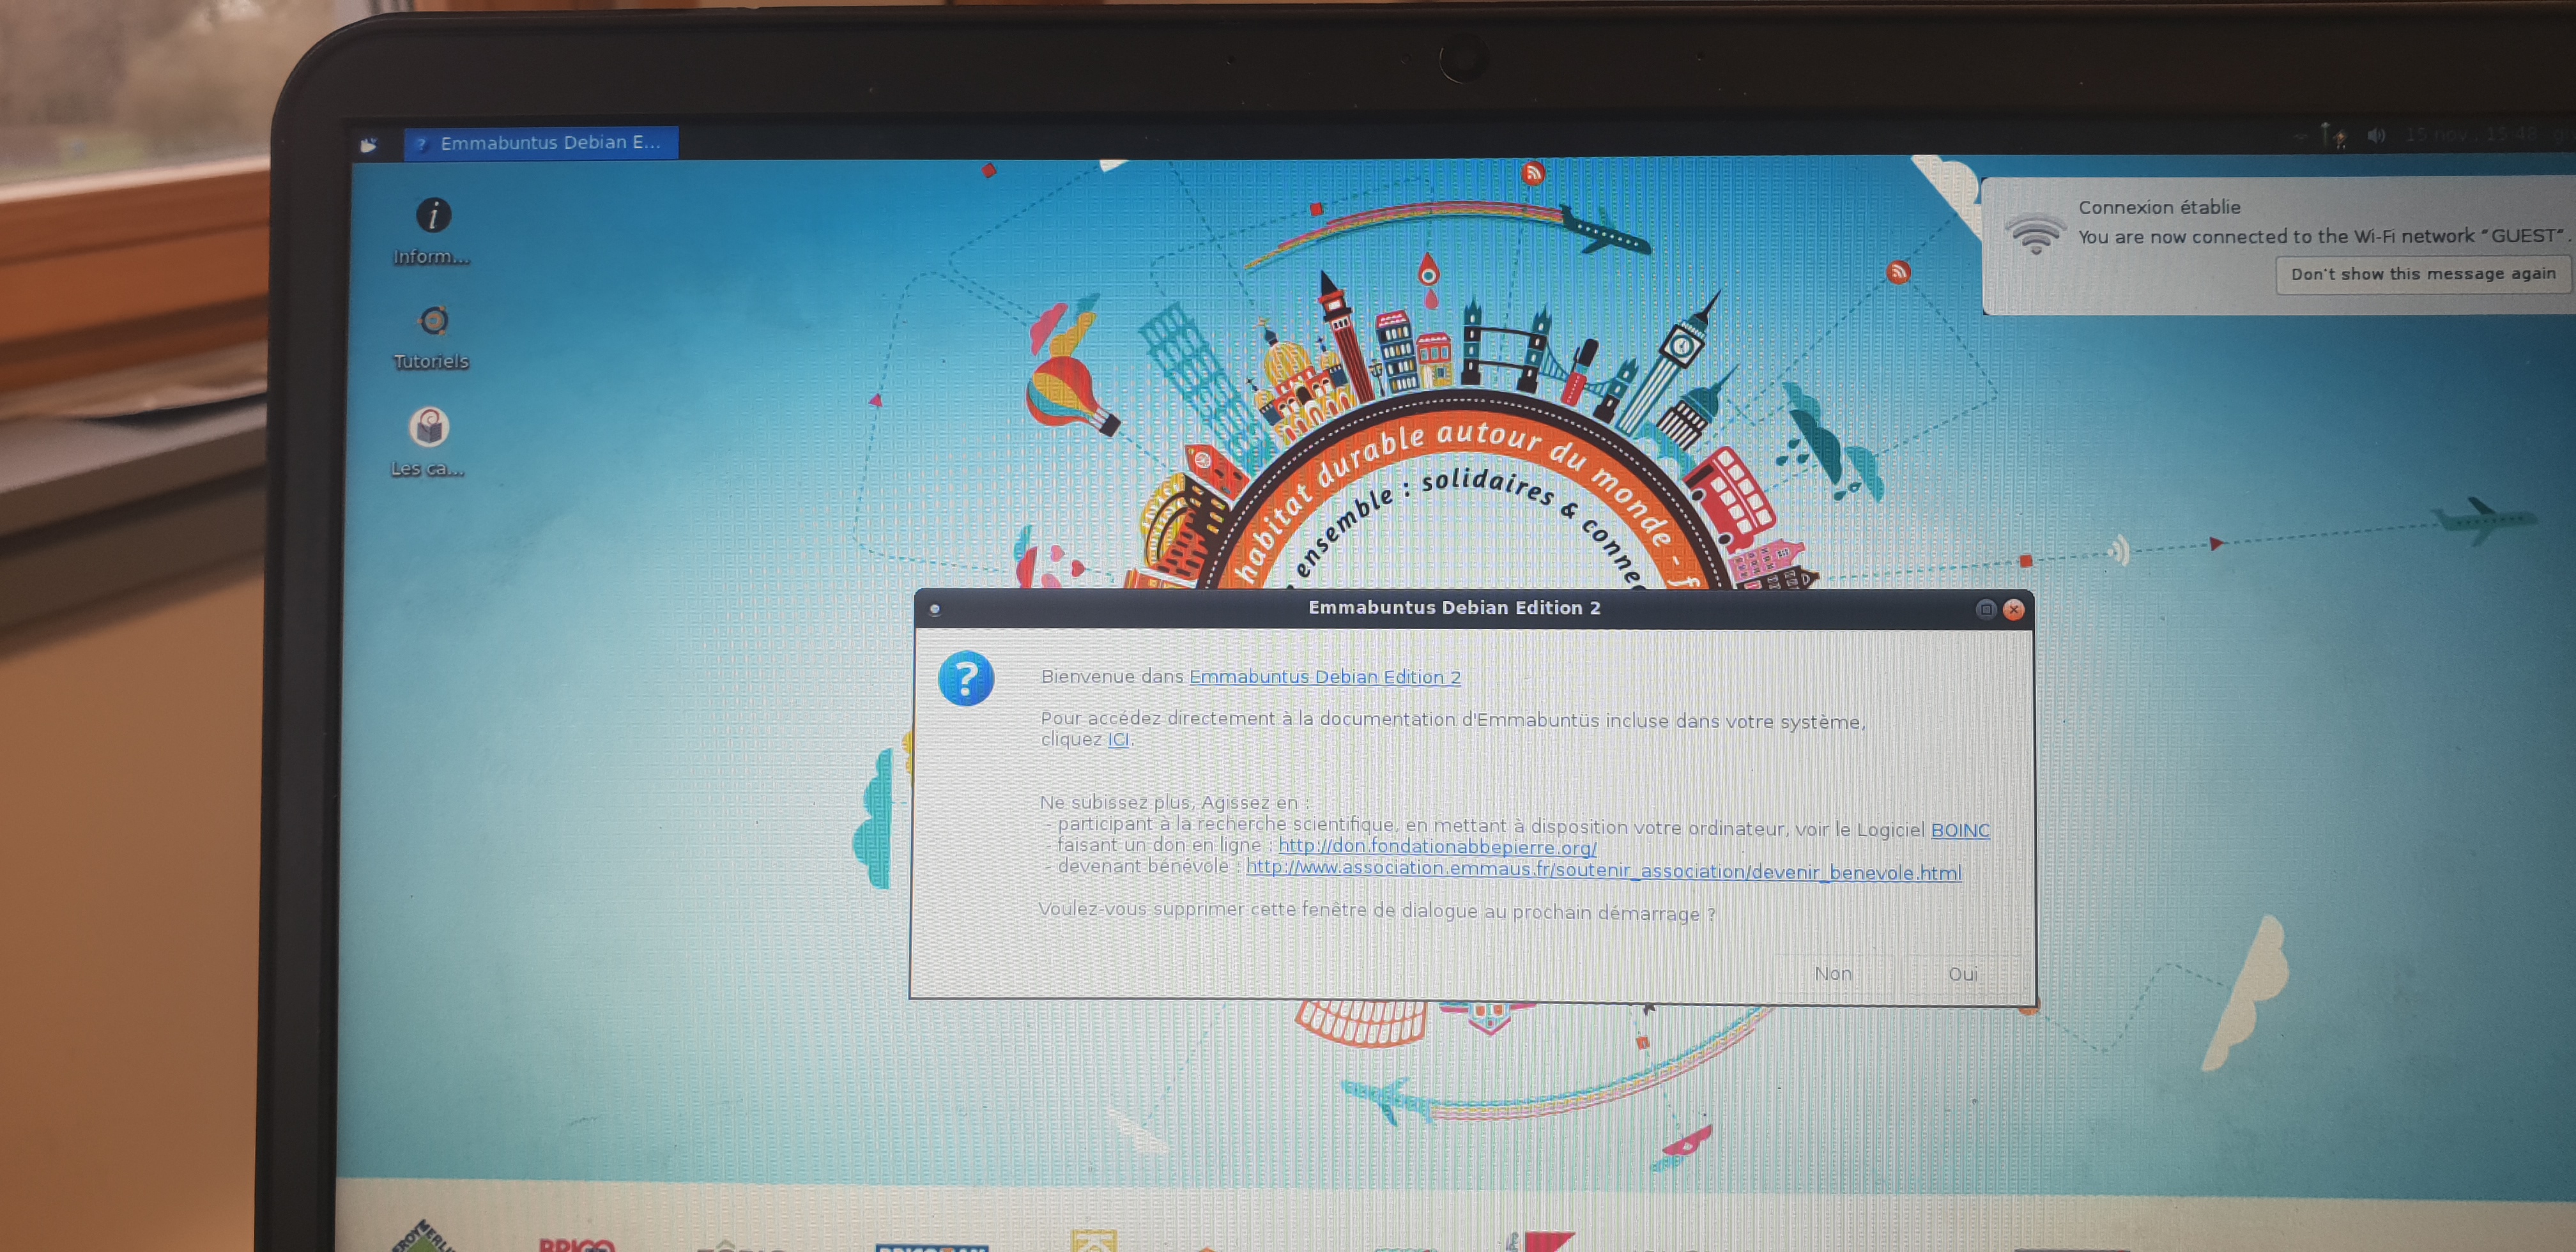 Emmabuntus Debian E...
15 nov., 15:48
Inform...
Tutoriels
Les ca...
Connexion établie
You are now connected to the Wi-Fi network “GUEST”.
Don't show this message again
habitat durable autour du monde -
ensemble : solidaires & conne
Emmabuntus Debian Edition 2
Bienvenue dans Emmabuntus Debian Edition 2
Pour accédez directement à la documentation d'Emmabuntüs incluse dans votre système,
cliquez ICI.
Ne subissez plus, Agissez en :
- participant à la recherche scientifique, en mettant à disposition votre ordinateur, voir le Logiciel BOINC
- faisant un don en ligne : http://don.fondationabbepierre.org/
- devenant bénévole : http://www.association.emmaus.fr/soutenir_association/devenir_benevole.html
Voulez-vous supprimer cette fenêtre de dialogue au prochain démarrage ?
Non
Oui
BRICO